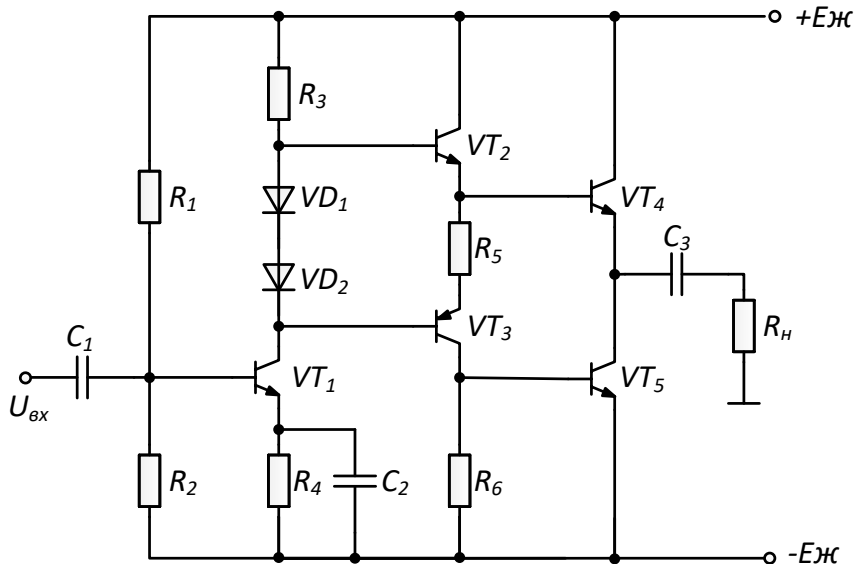 +Eж
R₃
VT₂
R₁
VD₁
VT₄
C₃
R₅
VD₂
VT₃
Rн
C₁
VT₁
VT₅
Uвх
R₂
R₄
C₂
R₆
-Eж